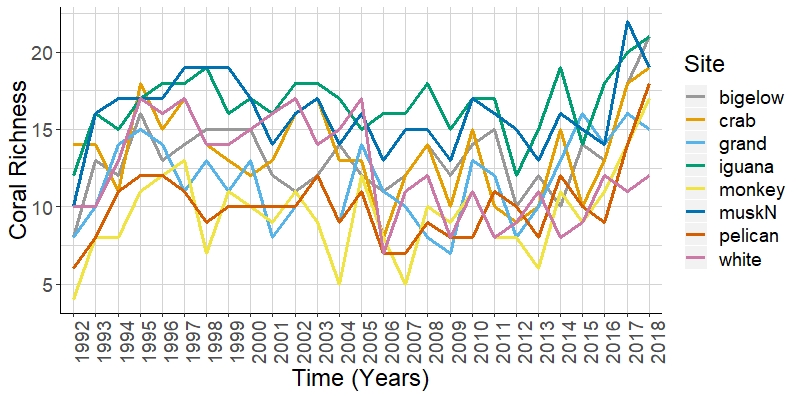 Coral Richness
20
15
10
5
1992 1993 1994 1995 1996 1997 1998 1999 2000 2001 2002 2003 2004 2005 2006 2007 2008 2009 2010 2011 2012 2013 2014 2015 2016 2017 2018
Time (Years)
Site
bigelow
crab
grand
iguana
monkey
muskN
pelican
white